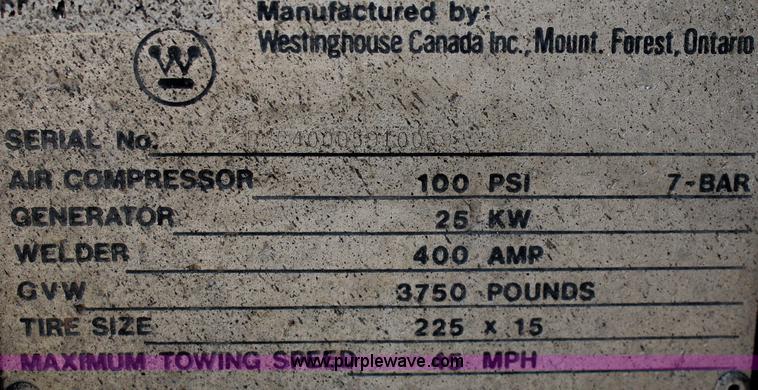 Manufactured by:
Westinghouse Canada Inc., Mount. Forest, Ontario
W
SERIAL No.
AIR COMPRESSOR 100 PSI 7-BAR
GENERATOR 25 KW
WELDER 400 AMP
GVW 3750 POUNDS
TIRE SIZE 225 x 15
MAXIMUM TOWING MPH
www.purplewave.com